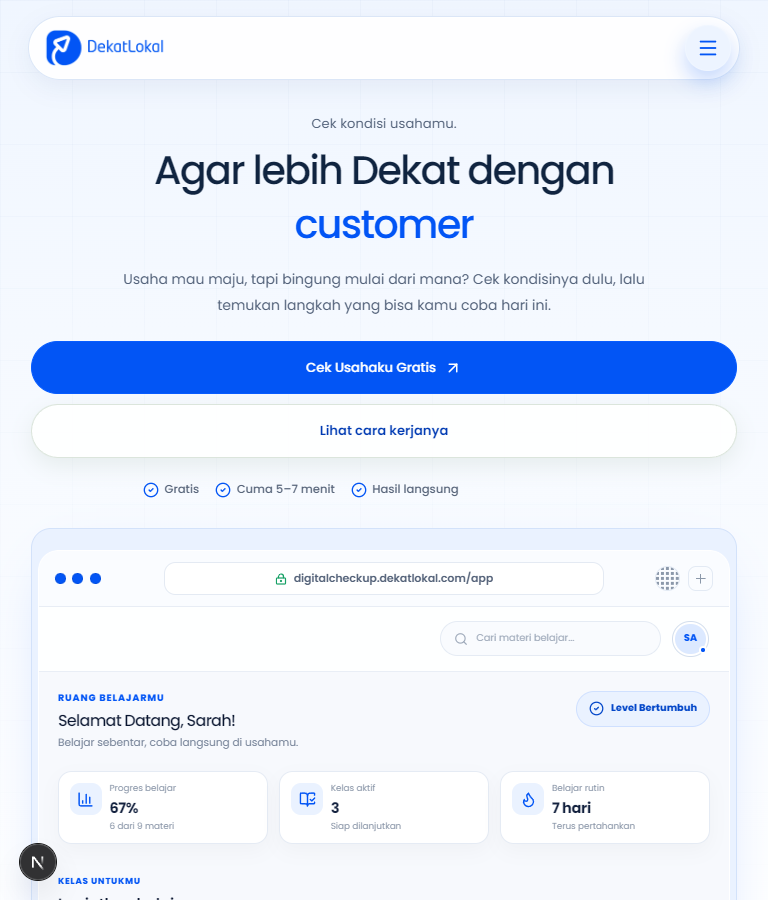 DekatLokal
Cek kondisi usahamu.
Agar lebih Dekat dengan
customer
Usaha mau maju, tapi bingung mulai dari mana? Cek kondisinya dulu, lalu
temukan langkah yang bisa kamu coba hari ini.
Cek Usahaku Gratis
Lihat cara kerjanya
Gratis
Cuma 5–7 menit
Hasil langsung
digitalcheckup.dekatlokal.com/app
Cari materi belajar...
SA
RUANG BELAJARMU
Selamat Datang, Sarah!
Belajar sebentar, coba langsung di usahamu.
Level Bertumbuh
Progres belajar
67%
6 dari 9 materi
Kelas aktif
3
Siap dilanjutkan
Belajar rutin
7 hari
Terus pertahankan
N
KELAS UNTUKMU